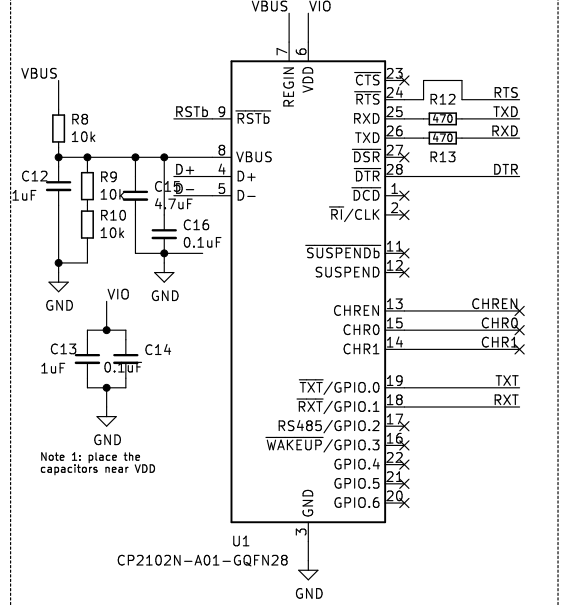 VBUS VIO
7 6
REGIN VDD
VBUS
R8
10k
C12
1uF
R9
10k
R10
10k
C15
4.7uF
C16
0.1uF
GND
GND
RSTb 9 RSTb
8 VBUS
D+ 4 D+
D- 5 D-
CTS 23
RTS 24 RTS
RXD 25 R12 470 TXD
TXD 26 470 R13 RXD
DSR 27
DTR 28 DTR
DCD 1
RI/CLK 2
SUSPENDb 11
SUSPEND 12
CHREN 13 CHREN
CHR0 15 CHR0
CHR1 14 CHR1
TXT/GPIO.0 19 TXT
RXT/GPIO.1 18 RXT
RS485/GPIO.2 17
WAKEUP/GPIO.3 16
GPIO.4 22
GPIO.5 21
GPIO.6 20
VIO
C13
1uF
C14
0.1uF
GND
Note 1: place the
capacitors near VDD
GND
3
U1
CP2102N-A01-GQFN28
GND